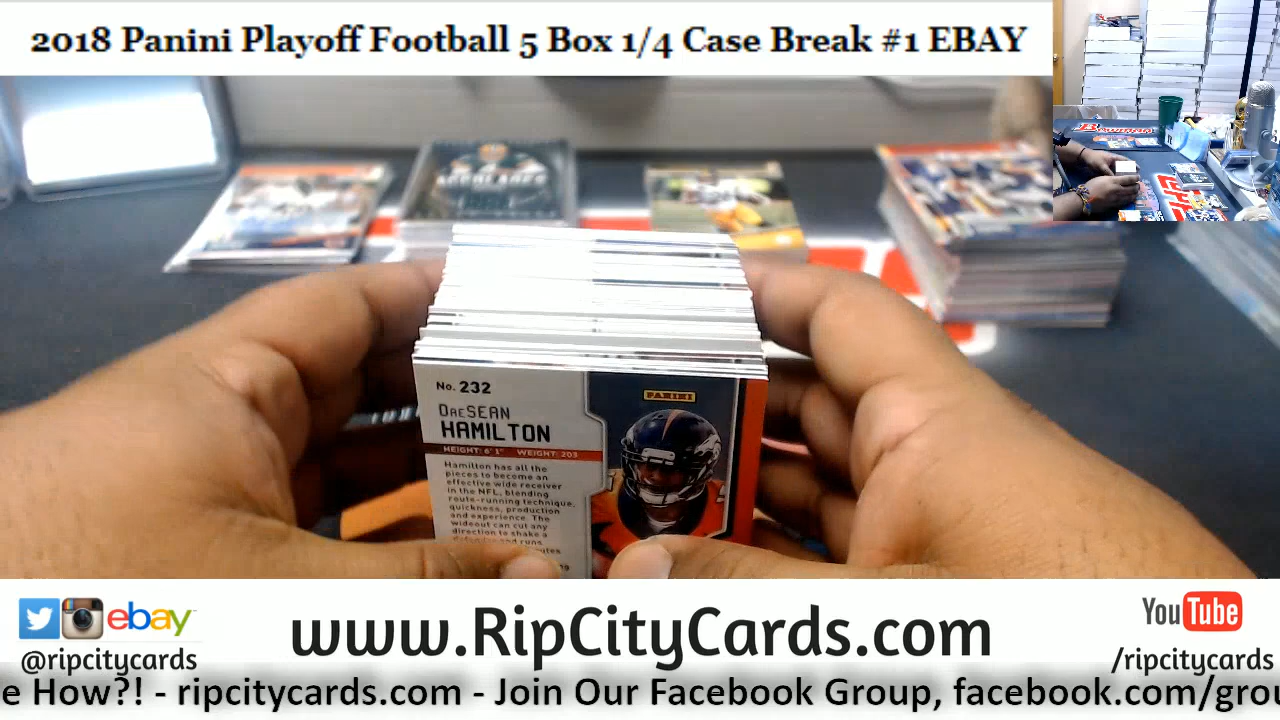 2018 Panini Playoff Football 5 Box 1/4 Case Break #1 EBAY
No. 232
PANINI
DAESEAN
HAMILTON
HEIGHT: 6' 1" WEIGHT: 203
Hamilton has all the
pieces to become an
effective wide receiver
in the NFL, blending
route-running technique,
quickness, production
and experience. The
wideout can cut any
direction to shake a
defender and runs
ebay
@ripcitycards
www.RipCityCards.com
YouTube
/ripcitycards
e How?! - ripcitycards.com - Join Our Facebook Group, facebook.com/grou